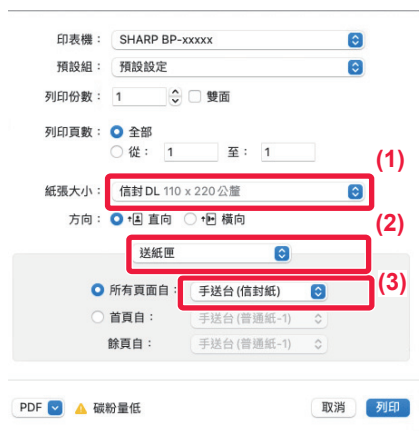 印表機： SHARP BP-xxxxx
預設組： 預設設定
列印份數： 1 雙面
列印頁數： 全部
從： 1 至： 1
(1)
紙張大小： 信封 DL 110 x 220 公釐
方向： 直向 橫向
(2)
送紙匣
所有頁面自： 手送台 (信封紙)
(3)
首頁自： 手送台 (普通紙-1)
餘頁自： 手送台 (普通紙-1)
PDF 碳粉量低 取消 列印